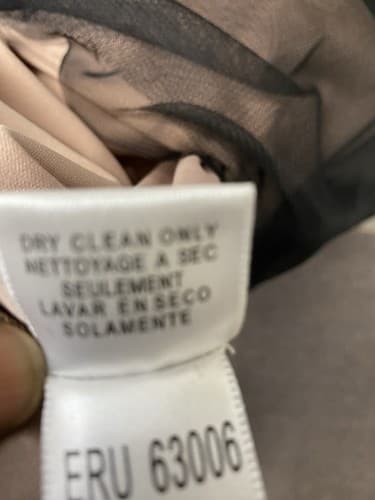 DRY CLEAN ONLY
NETTOYAGE A SEC
SEULEMENT
LAVAR EN SECO
SOLAMENTE
ERU 63006